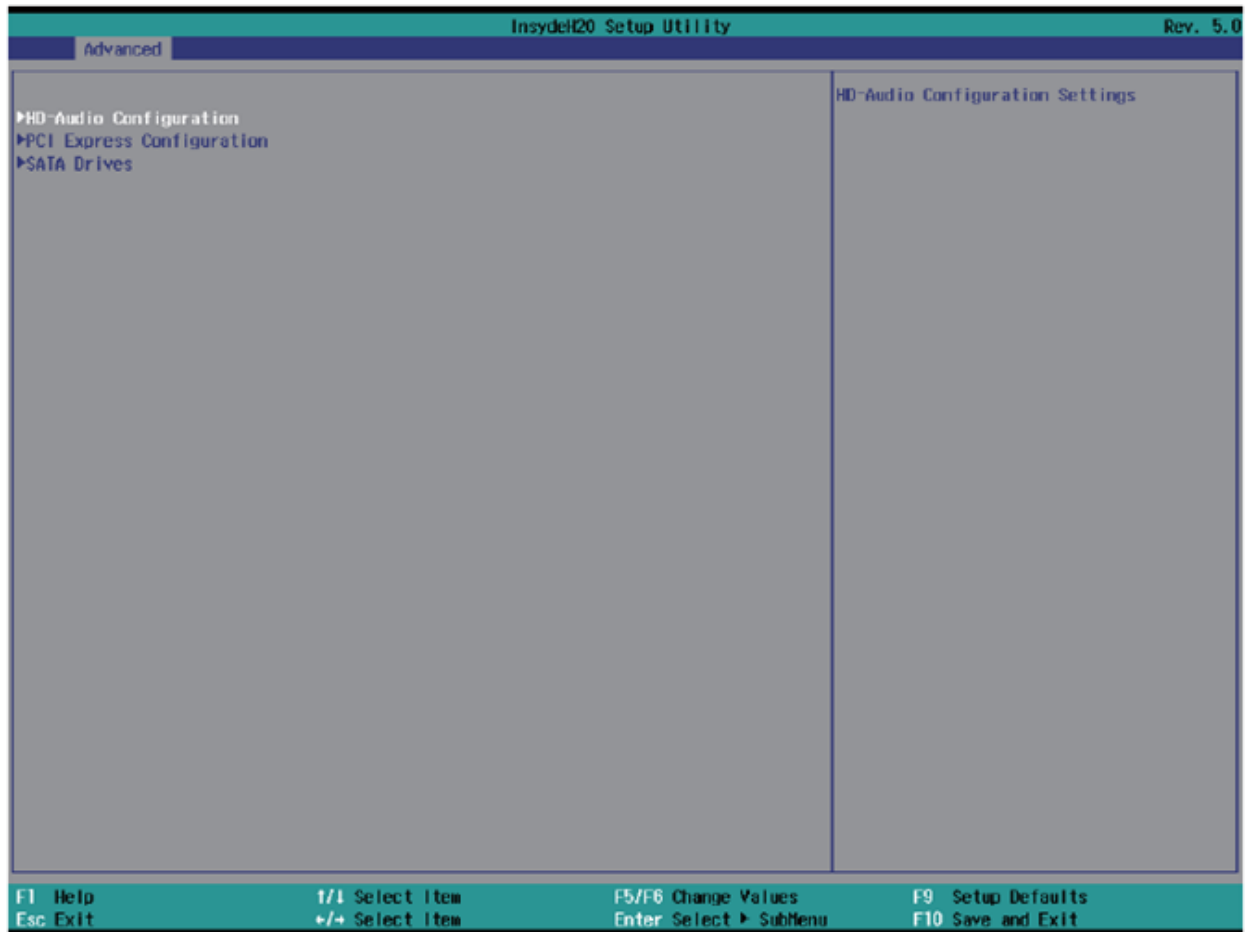 InsydeH20 Setup Utility Rev. 5.0
Advanced
HD-Audio Configuration Settings
▶HD-Audio Configuration
▶PCI Express Configuration
▶SATA Drives
F1 Help ↑/↓ Select Item F5/F6 Change Values F9 Setup Defaults
Esc Exit ←/→ Select Item Enter Select ▶ SubMenu F10 Save and Exit